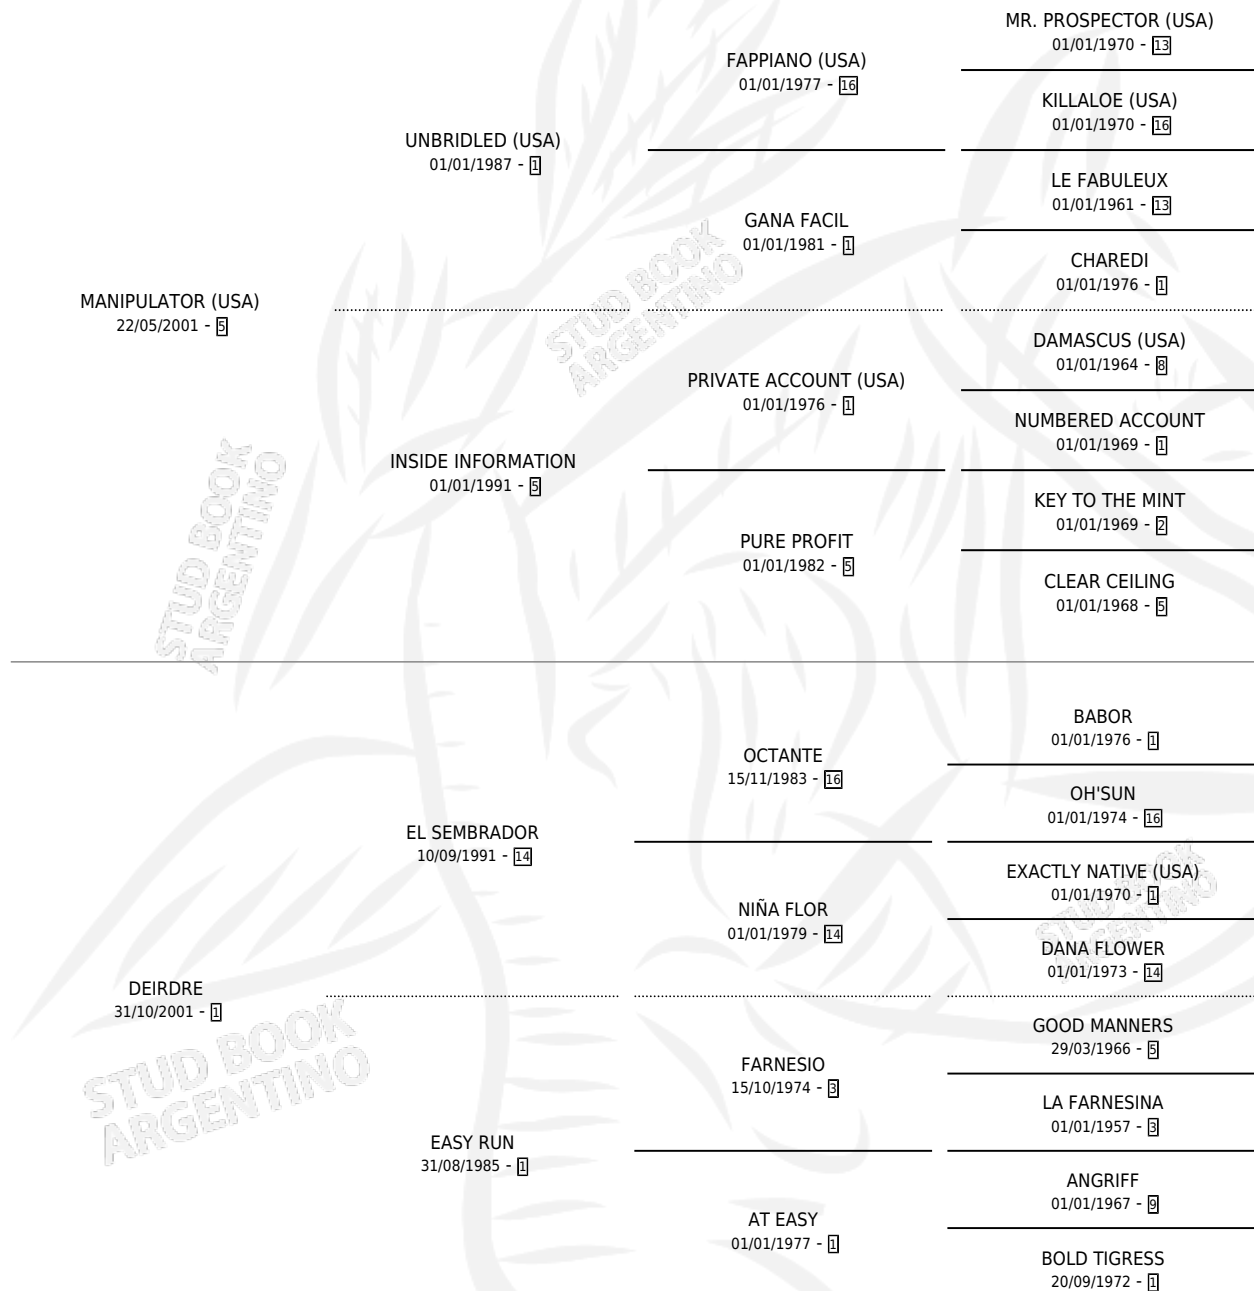 MR. PROSPECTOR (USA)
01/01/1970 - 13
FAPPIANO (USA)
01/01/1977 - 16
KILLALOE (USA)
01/01/1970 - 16
UNBRIDLED (USA)
01/01/1987 - 1
LE FABULEUX
01/01/1961 - 13
GANA FACIL
01/01/1981 - 1
CHAREDI
01/01/1976 - 1
MANIPULATOR (USA)
22/05/2001 - 5
DAMASCUS (USA)
01/01/1964 - 8
PRIVATE ACCOUNT (USA)
01/01/1976 - 1
NUMBERED ACCOUNT
01/01/1969 - 1
INSIDE INFORMATION
01/01/1991 - 5
KEY TO THE MINT
01/01/1969 - 2
PURE PROFIT
01/01/1982 - 5
CLEAR CEILING
01/01/1968 - 5
BABOR
01/01/1976 - 1
OCTANTE
15/11/1983 - 16
OH'SUN
01/01/1974 - 16
EL SEMBRADOR
10/09/1991 - 14
EXACTLY NATIVE (USA)
01/01/1970 - 1
NIÑA FLOR
01/01/1979 - 14
DANA FLOWER
01/01/1973 - 14
DEIRDRE
31/10/2001 - 1
GOOD MANNERS
29/03/1966 - 5
FARNESIO
15/10/1974 - 3
LA FARNESINA
01/01/1957 - 3
EASY RUN
31/08/1985 - 1
ANGRIFF
01/01/1967 - 9
AT EASY
01/01/1977 - 1
BOLD TIGRESS
20/09/1972 - 1
STUD BOOK
ARGENTINO
STUD BOOK
ARGENTINO
STUD BOOK
ARGENTINO
STUD BOOK
ARGENTINO